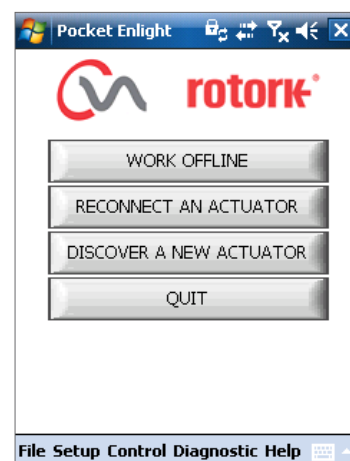 Pocket Enlight
rotork
WORK OFFLINE
RECONNECT AN ACTUATOR
DISCOVER A NEW ACTUATOR
QUIT
File Setup Control Diagnostic Help